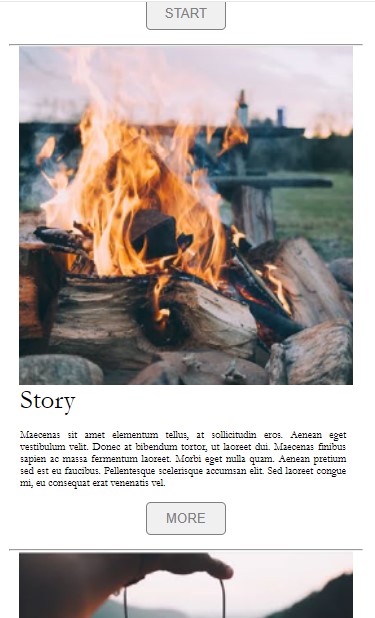 START
Story
Maecenas sit amet elementum tellus, at sollicitudin eros. Aenean eget
vestibulum velit. Donec at bibendum tortor, ut laoreet dui. Maecenas finibus
sapien ac massa fermentum laoreet. Morbi eget nulla quam. Aenean pretium
sed est eu faucibus. Pellentesque scelerisque accumsan elit. Sed laoreet congue
mi, eu consequat erat venenatis vel.
MORE